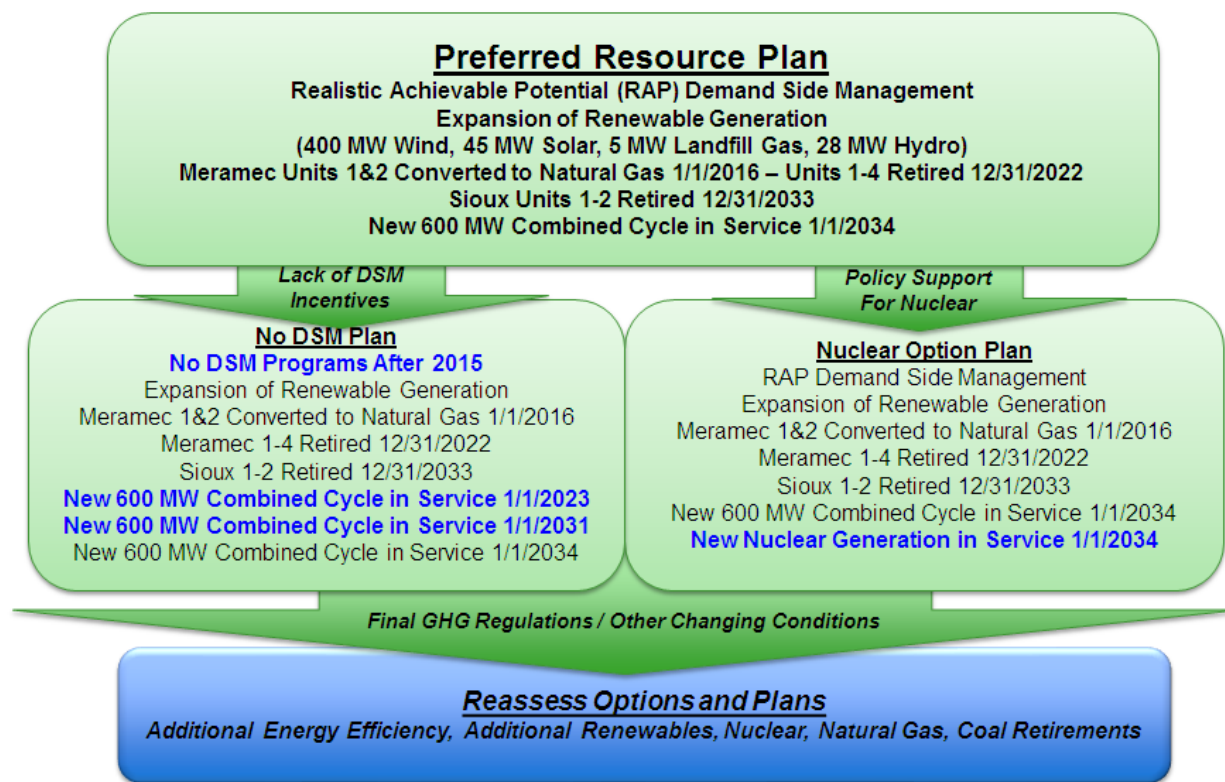 Preferred Resource Plan
Realistic Achievable Potential (RAP) Demand Side Management
Expansion of Renewable Generation
(400 MW Wind, 45 MW Solar, 5 MW Landfill Gas, 28 MW Hydro)
Meramec Units 1&2 Converted to Natural Gas 1/1/2016 – Units 1-4 Retired 12/31/2022
Sioux Units 1-2 Retired 12/31/2033
New 600 MW Combined Cycle in Service 1/1/2034
Lack of DSM
Incentives
Policy Support
For Nuclear
No DSM Plan
No DSM Programs After 2015
Expansion of Renewable Generation
Meramec 1&2 Converted to Natural Gas 1/1/2016
Meramec 1-4 Retired 12/31/2022
Sioux 1-2 Retired 12/31/2033
New 600 MW Combined Cycle in Service 1/1/2023
New 600 MW Combined Cycle in Service 1/1/2031
New 600 MW Combined Cycle in Service 1/1/2034
Nuclear Option Plan
RAP Demand Side Management
Expansion of Renewable Generation
Meramec 1&2 Converted to Natural Gas 1/1/2016
Meramec 1-4 Retired 12/31/2022
Sioux 1-2 Retired 12/31/2033
New 600 MW Combined Cycle in Service 1/1/2034
New Nuclear Generation in Service 1/1/2034
Final GHG Regulations / Other Changing Conditions
Reassess Options and Plans
Additional Energy Efficiency, Additional Renewables, Nuclear, Natural Gas, Coal Retirements